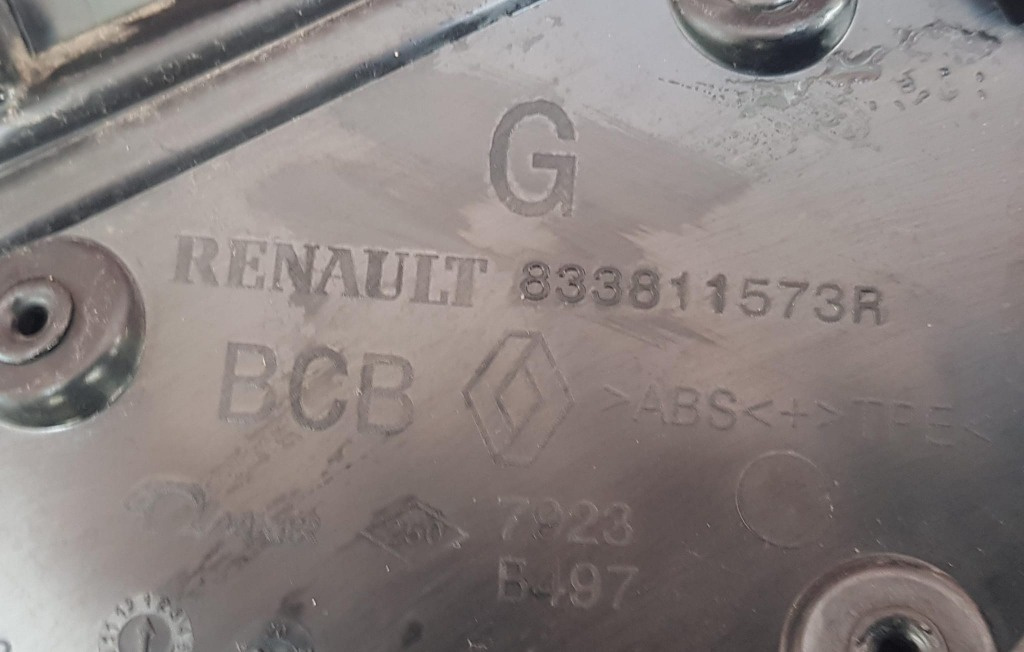 G
RENAULT 833811573R
BCB >ABS<+>TPE<
7923
B497